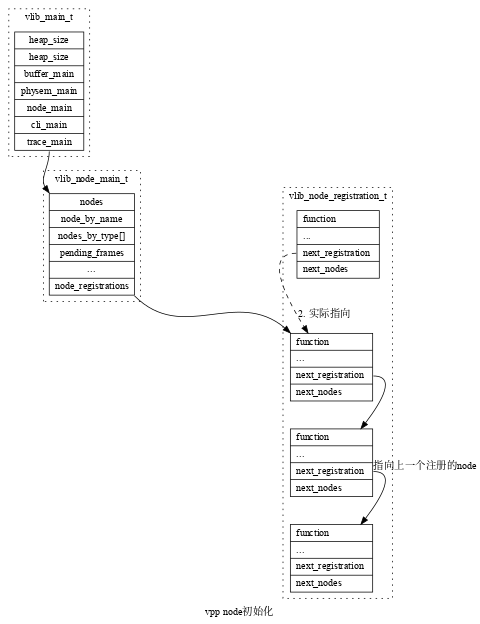 vlib_main_t
heap_size
heap_size
buffer_main
physem_main
node_main
cli_main
trace_main
vlib_node_main_t
nodes
node_by_name
nodes_by_type[]
pending_frames
...
node_registrations
vlib_node_registration_t
function
...
next_registration
next_nodes
2. 实际指向
function
...
next_registration
next_nodes
function
...
next_registration
next_nodes
指向上一个注册的node
function
...
next_registration
next_nodes
vpp node初始化